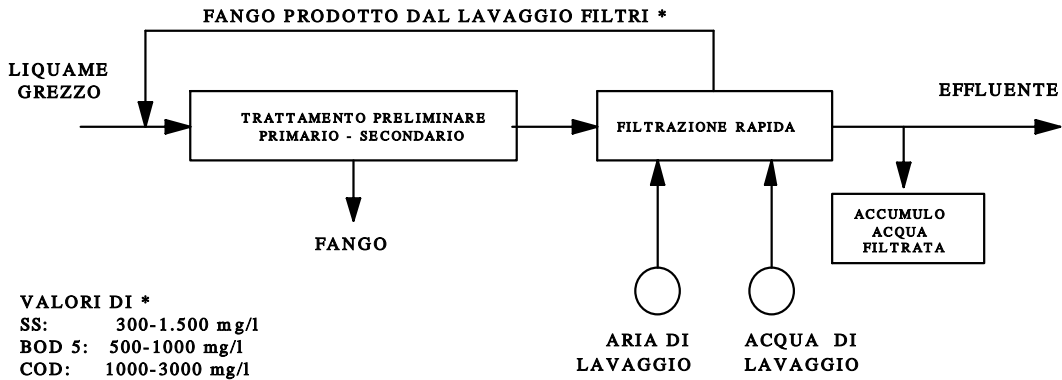 FANGO PRODOTTO DAL LAVAGGIO FILTRI *
LIQUAME
GREZZO
EFFLUENTE
TRATTAMENTO PRELIMINARE
PRIMARIO - SECONDARIO
FILTRAZIONE RAPIDA
ACCUMULO
ACQUA
FILTRATA
FANGO
VALORI DI *
SS: 300-1.500 mg/l
BOD 5: 500-1000 mg/l
COD: 1000-3000 mg/l
ARIA DI
LAVAGGIO
ACQUA DI
LAVAGGIO